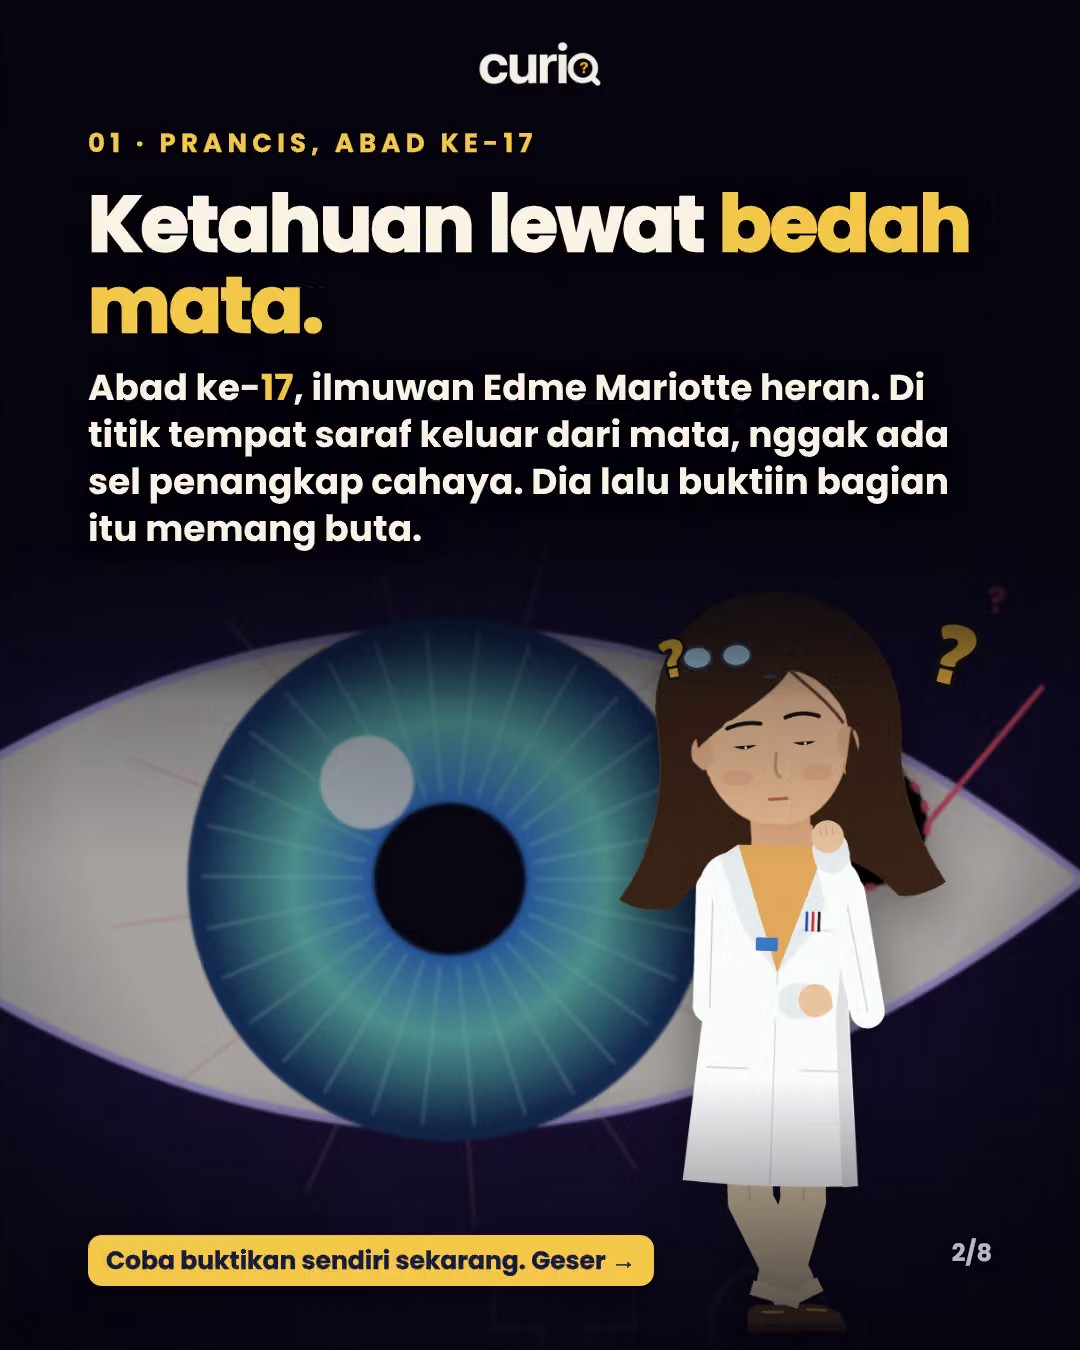 curio
01 · PRANCIS, ABAD KE-17
Ketahuan lewat bedah
mata.
Abad ke-17, ilmuwan Edme Mariotte heran. Di
titik tempat saraf keluar dari mata, nggak ada
sel penangkap cahaya. Dia lalu buktiin bagian
itu memang buta.
?
?
?
Coba buktikan sendiri sekarang. Geser →
2/8